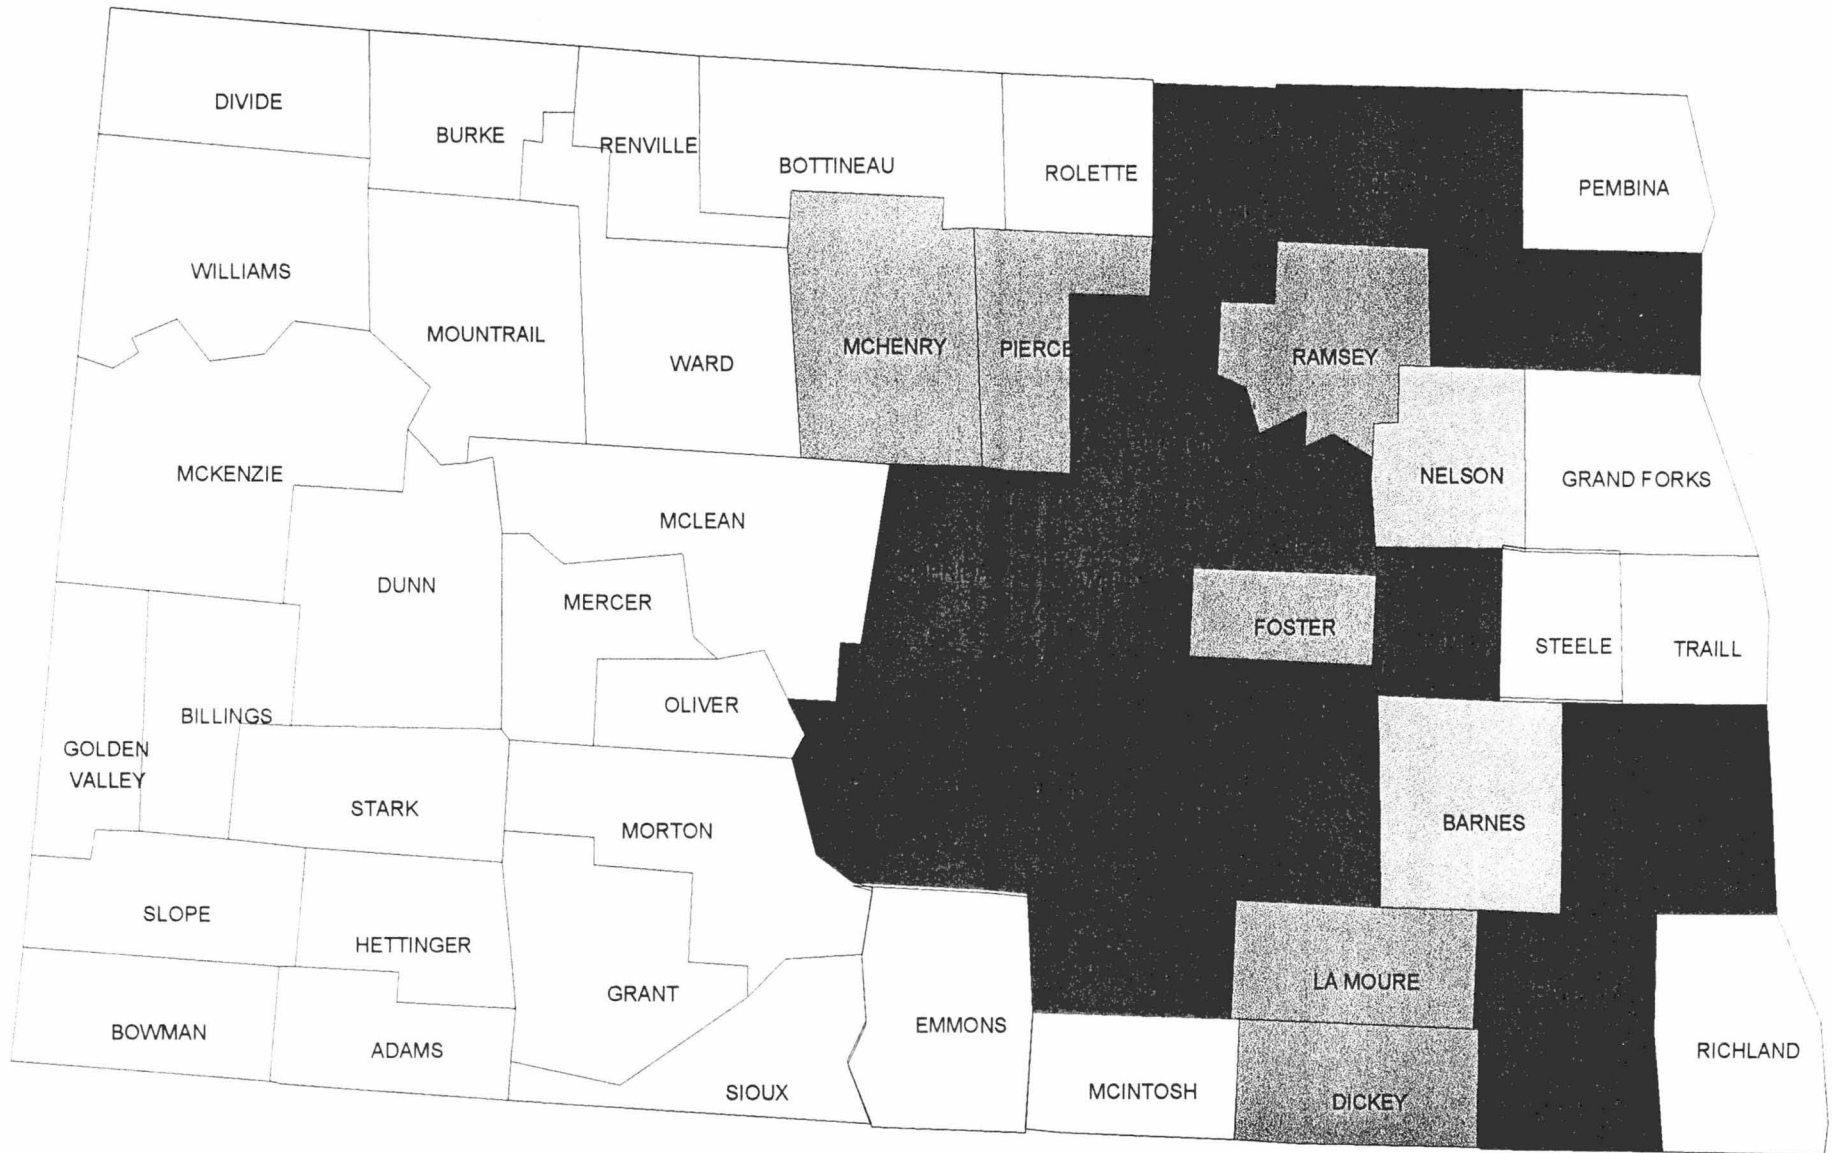 DIVIDE
BURKE
RENVILLE
BOTTINEAU
ROLETTE
PEMBINA
WILLIAMS
MOUNTRAIL
WARD
MCHENRY
PIERCE
RAMSEY
MCKENZIE
NELSON
GRAND FORKS
MCLEAN
DUNN
MERCER
FOSTER
STEELE
TRAILL
OLIVER
BILLINGS
GOLDEN
VALLEY
STARK
MORTON
BARNES
SLOPE
HETTINGER
GRANT
LA MOURE
EMMONS
BOWMAN
ADAMS
RICHLAND
SIOUX
MCINTOSH
DICKEY